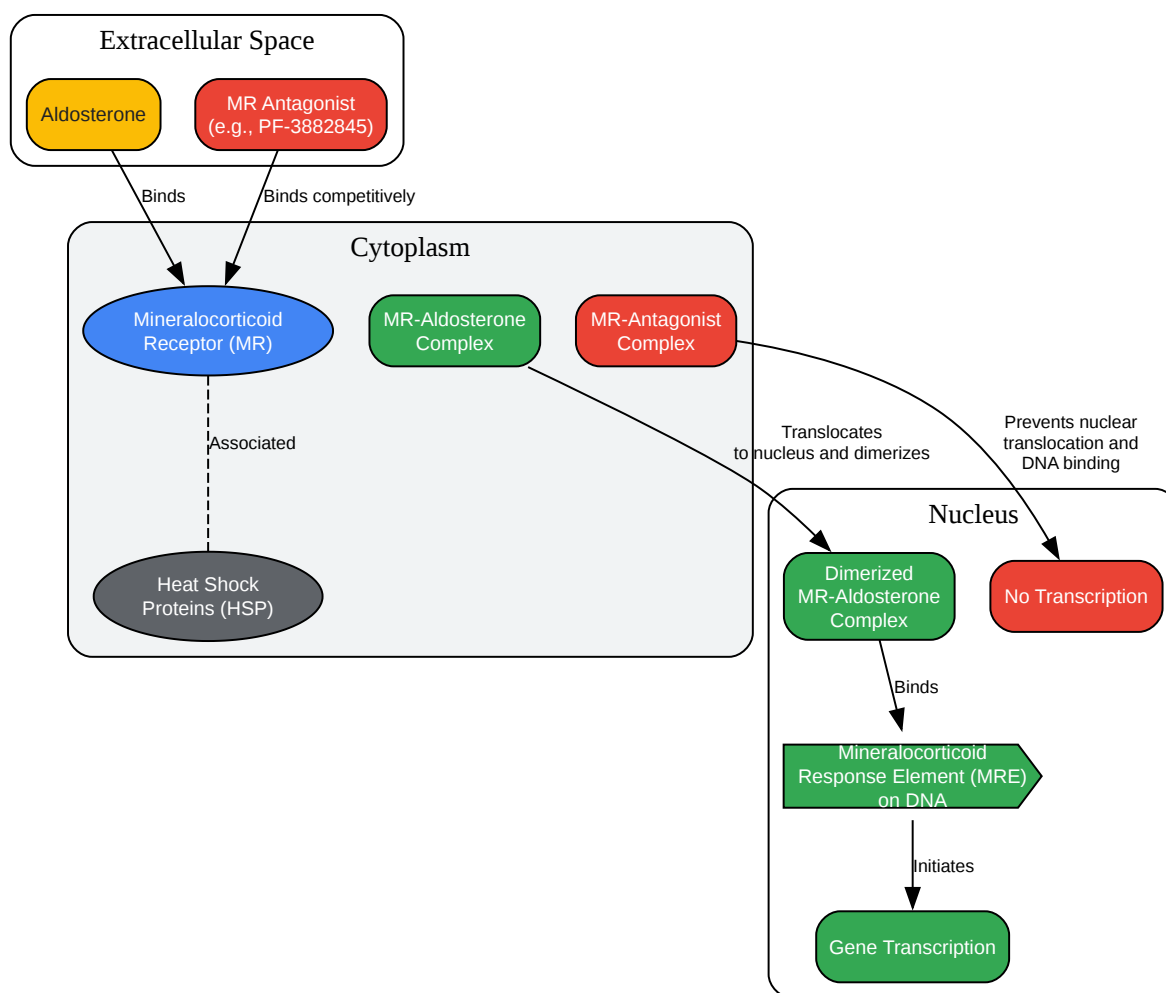 Extracellular Space
Aldosterone
MR Antagonist
(e.g., PF-3882845)
Binds
Binds competitively
Cytoplasm
Mineralocorticoid
Receptor (MR)
MR-Aldosterone
Complex
MR-Antagonist
Complex
Associated
Translocates
to nucleus and dimerizes
Prevents nuclear
translocation and
DNA binding
Heat Shock
Proteins (HSP)
Nucleus
Dimerized
MR-Aldosterone
Complex
No Transcription
Binds
Mineralocorticoid
Response Element (MRE)
on DNA
Initiates
Gene Transcription